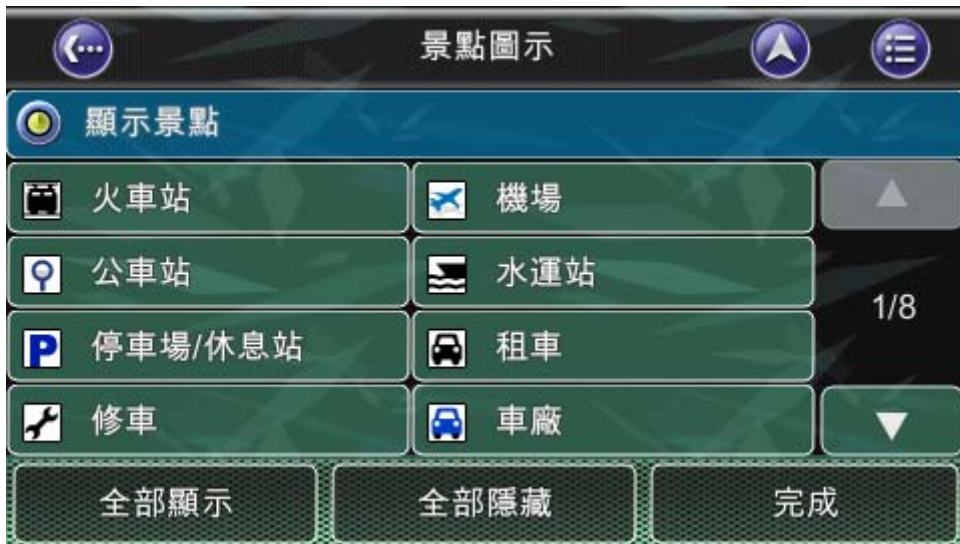 景點圖示
顯示景點
火車站
機場
公車站
水運站
1/8
P 停車場/休息站
租車
修車
車廠
全部顯示
全部隱藏
完成